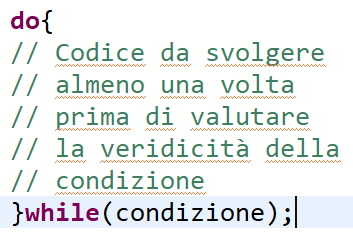 do{
// Codice da svolgere
// almeno una volta
// prima di valutare
// la veridicità della
// condizione
}while(condizione);